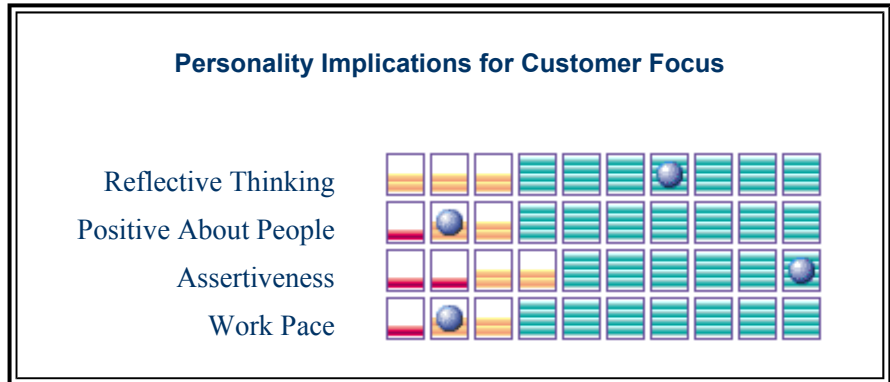 Personality Implications for Customer Focus
Reflective Thinking
Positive About People
Assertiveness
Work Pace